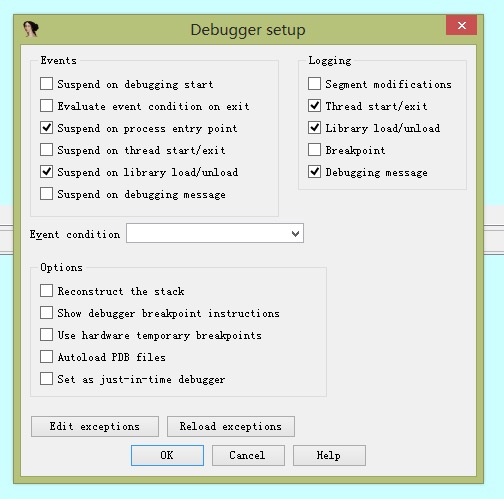 Debugger setup
Events
Suspend on debugging start
Evaluate event condition on exit
Suspend on process entry point
Suspend on thread start/exit
Suspend on library load/unload
Suspend on debugging message
Logging
Segment modifications
Thread start/exit
Library load/unload
Breakpoint
Debugging message
Event condition
Options
Reconstruct the stack
Show debugger breakpoint instructions
Use hardware temporary breakpoints
Autoload PDB files
Set as just-in-time debugger
Edit exceptions
Reload exceptions
OK
Cancel
Help